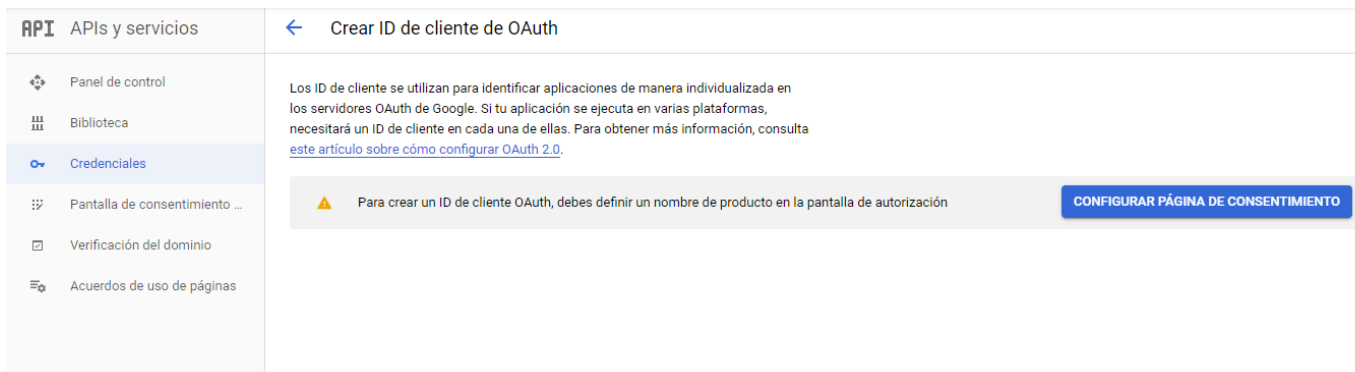 API APIs y servicios
Crear ID de cliente de OAuth
Panel de control
Biblioteca
Credenciales
Pantalla de consentimiento ...
Verificación del dominio
Acuerdos de uso de páginas
Los ID de cliente se utilizan para identificar aplicaciones de manera individualizada en
los servidores OAuth de Google. Si tu aplicación se ejecuta en varias plataformas,
necesitará un ID de cliente en cada una de ellas. Para obtener más información, consulta
este artículo sobre cómo configurar OAuth 2.0.
Para crear un ID de cliente OAuth, debes definir un nombre de producto en la pantalla de autorización
CONFIGURAR PÁGINA DE CONSENTIMIENTO